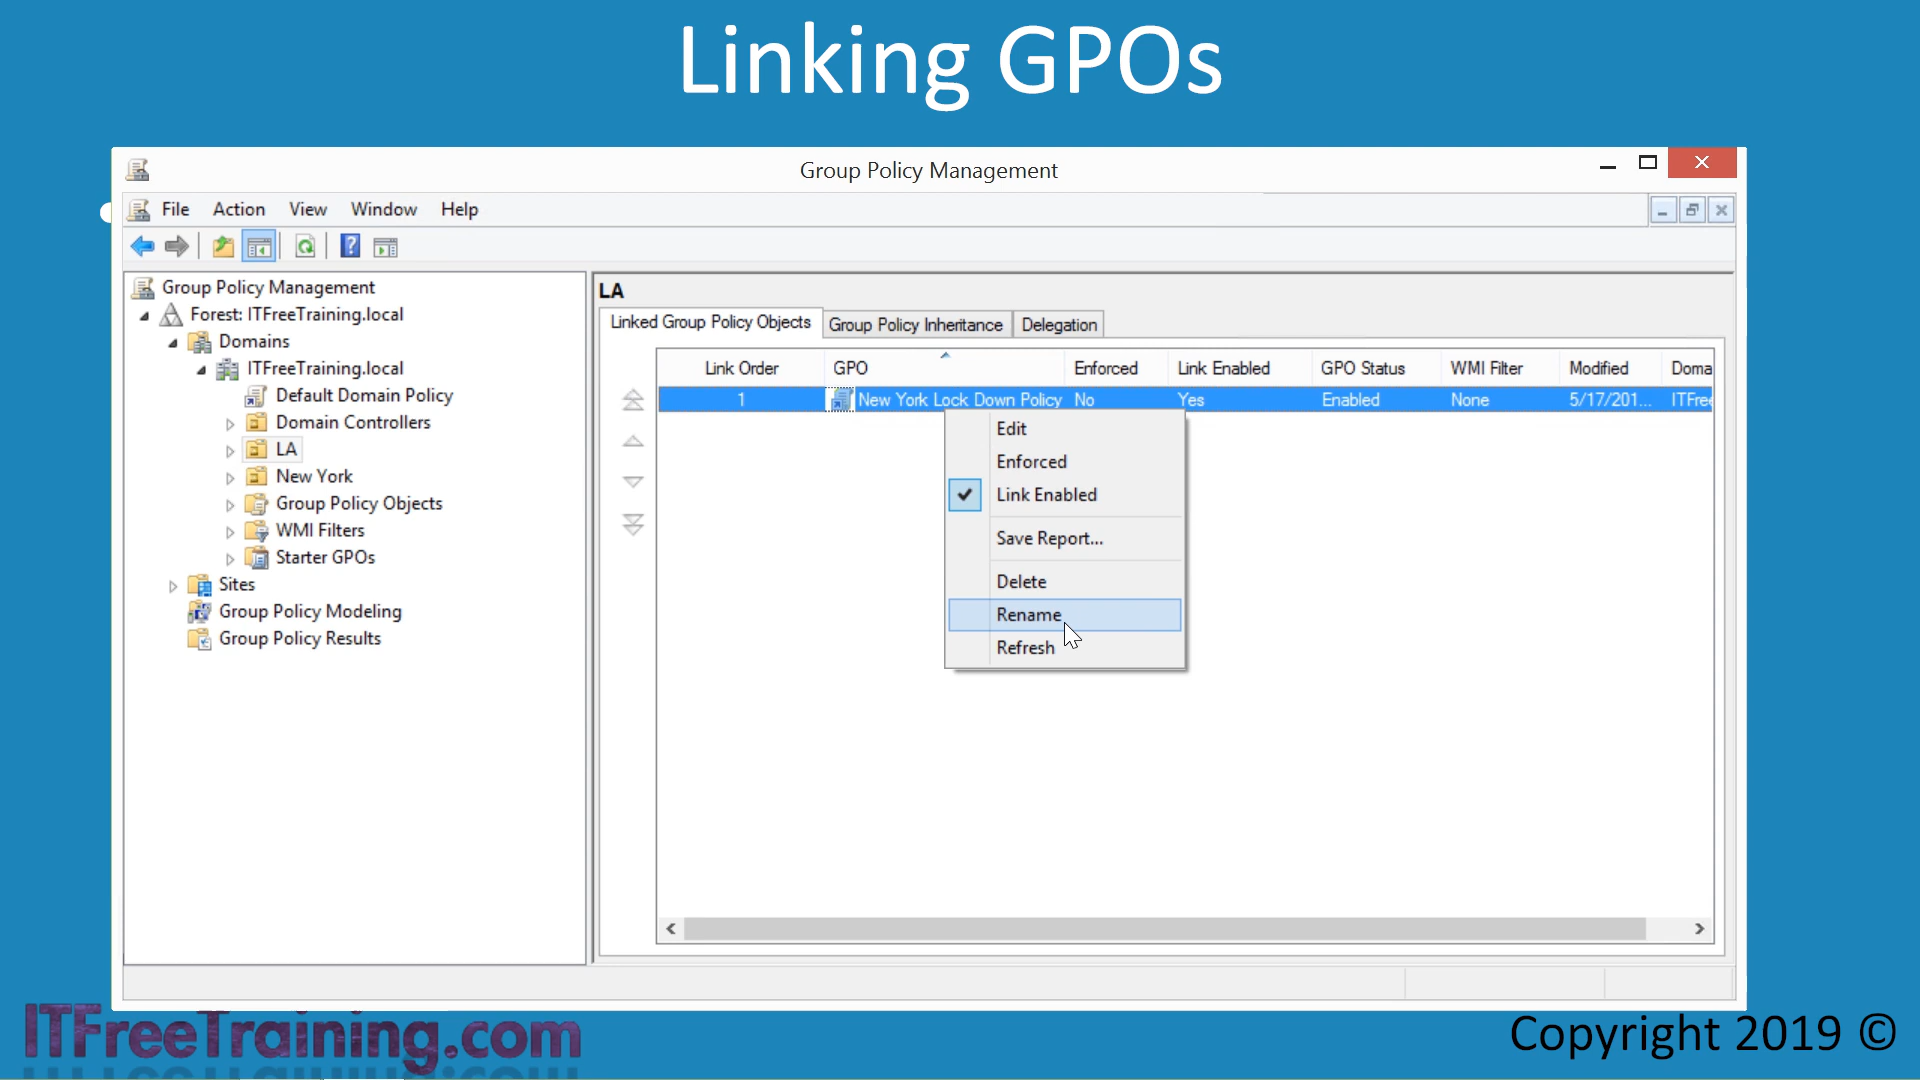 Linking GPOs
Group Policy Management
File Action View Window Help
Group Policy Management
Forest: ITFreeTraining.local
Domains
ITFreeTraining.local
Default Domain Policy
Domain Controllers
LA
New York
Group Policy Objects
WMI Filters
Starter GPOs
Sites
Group Policy Modeling
Group Policy Results
LA
Linked Group Policy Objects Group Policy Inheritance Delegation
Link Order GPO Enforced Link Enabled GPO Status WMI Filter Modified Doma
1 New York Lock Down Policy No Yes Enabled None 5/17/201... ITFree
Edit
Enforced
Link Enabled
Save Report...
Delete
Rename
Refresh
ITFreeTraining.com
Copyright 2019 ©